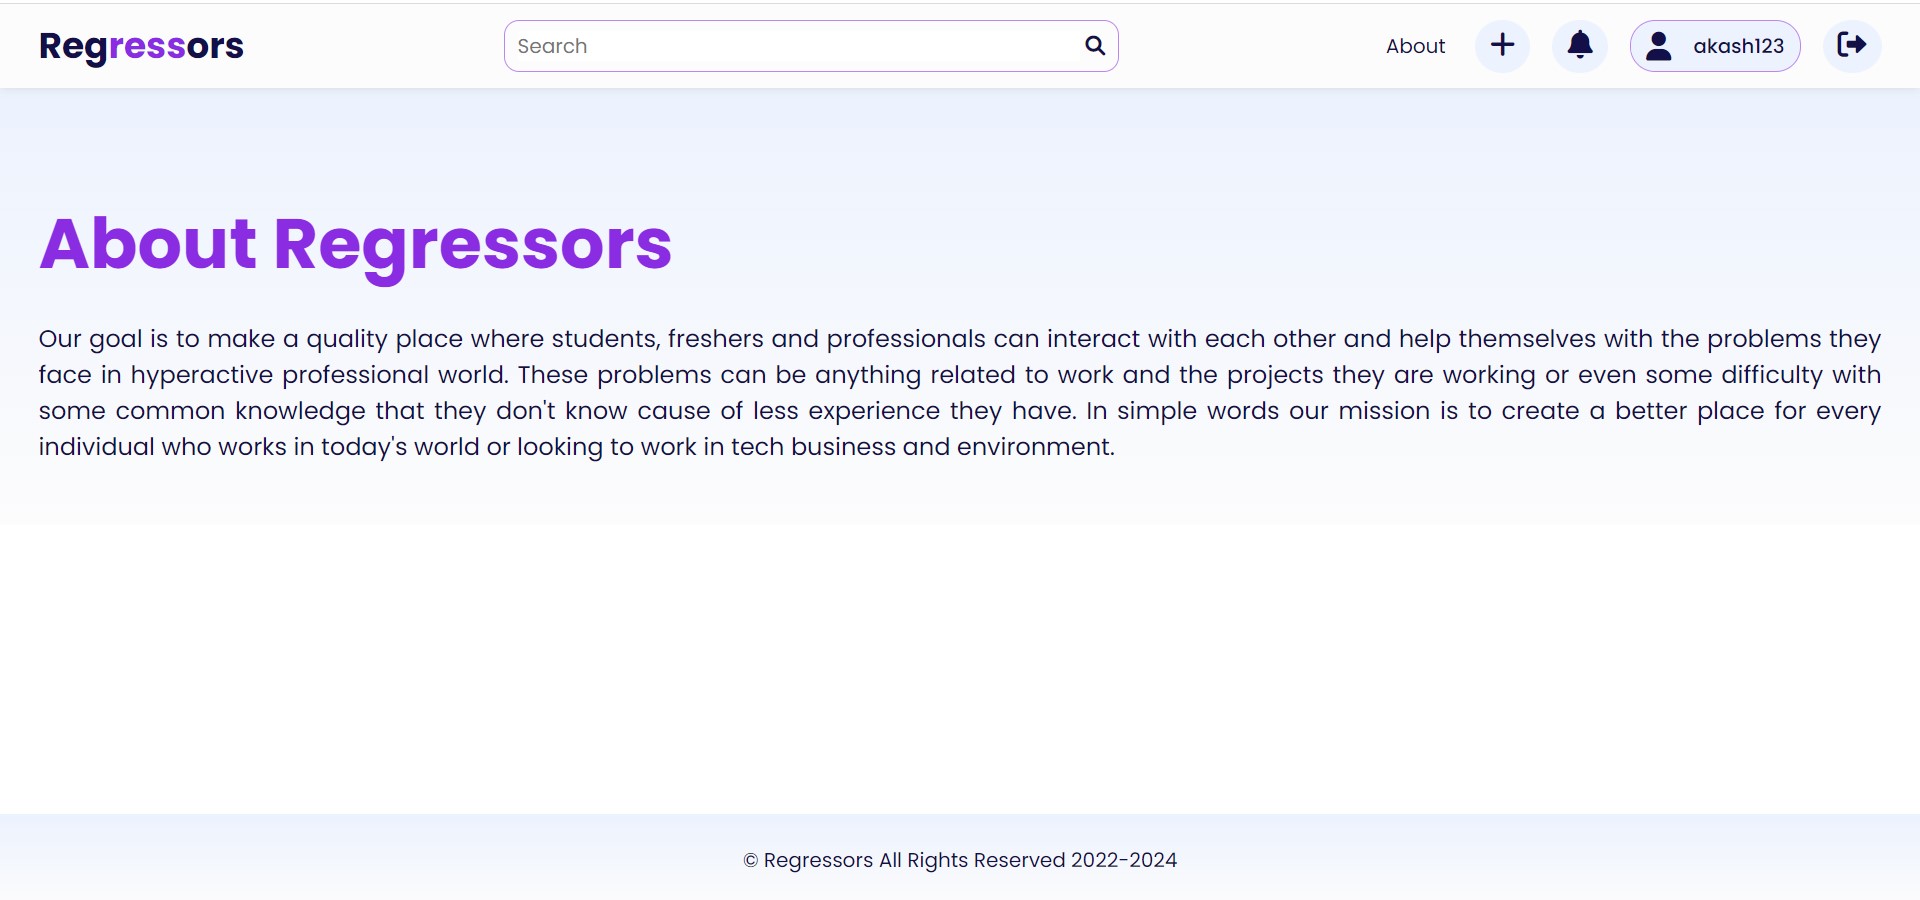 Regressors
Search
About
akash123
About Regressors
Our goal is to make a quality place where students, freshers and professionals can interact with each other and help themselves with the problems they
face in hyperactive professional world. These problems can be anything related to work and the projects they are working or even some difficulty with
some common knowledge that they don't know cause of less experience they have. In simple words our mission is to create a better place for every
individual who works in today's world or looking to work in tech business and environment.
© Regressors All Rights Reserved 2022-2024